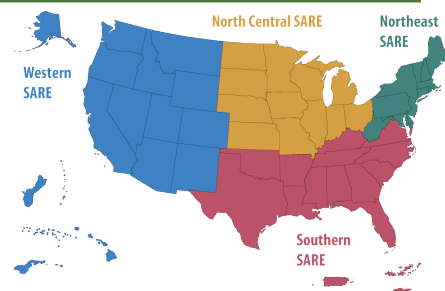 North Central SARE
Northeast
SARE
Western
SARE
Southern
SARE